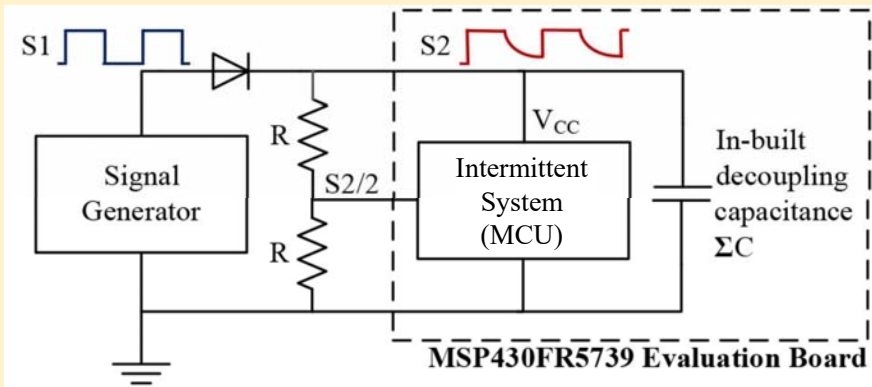 S1
S2
R
V_CC
Signal
Generator
S2/2
Intermittent
System
(MCU)
In-built
decoupling
capacitance
ΣC
R
MSP430FR5739 Evaluation Board